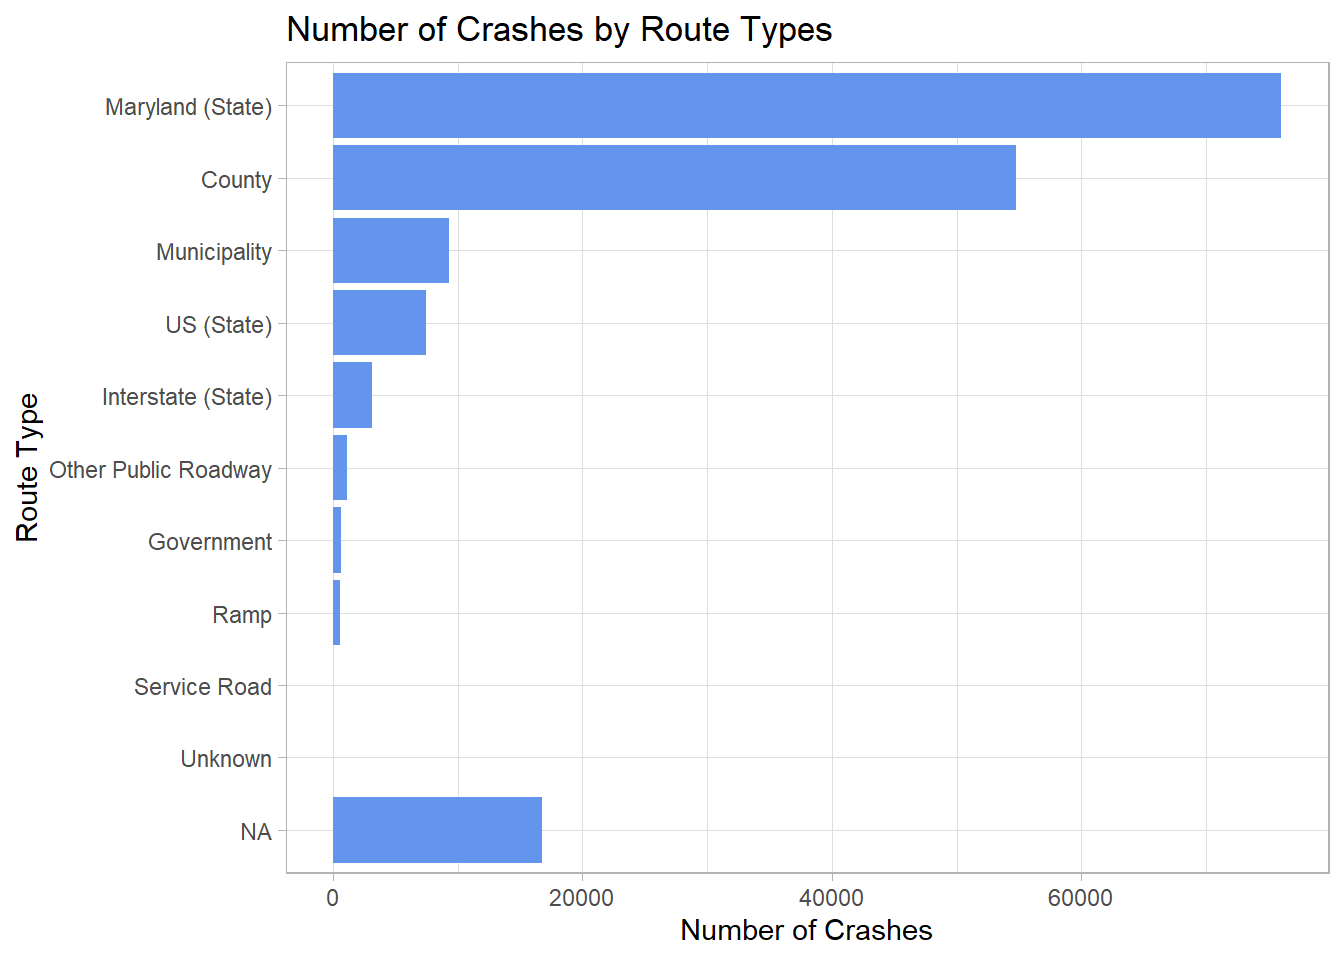 Number of Crashes by Route Types
Maryland (State)
County
Municipality
US (State)
Interstate (State)
Other Public Roadway
Government
Ramp
Service Road
Unknown
NA
Route Type
0 20000 40000 60000
Number of Crashes